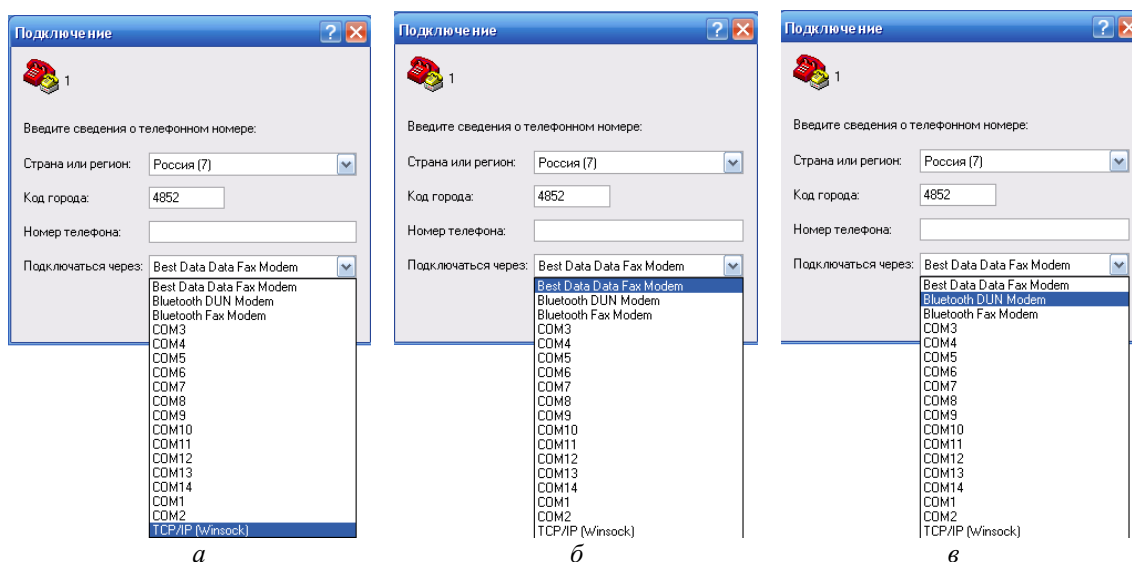 Подключение
1
Введите сведения о телефонном номере:
Страна или регион: Россия (7)
Код города: 4852
Номер телефона:
Подключаться через: Best Data Data Fax Modem
Best Data Data Fax Modem
Bluetooth DUN Modem
Bluetooth Fax Modem
COM3
COM4
COM5
COM6
COM7
COM8
COM9
COM10
COM11
COM12
COM13
COM14
COM1
COM2
TCP/IP (Winsock)
а
Подключение
1
Введите сведения о телефонном номере:
Страна или регион: Россия (7)
Код города: 4852
Номер телефона:
Подключаться через: Best Data Data Fax Modem
Best Data Data Fax Modem
Bluetooth DUN Modem
Bluetooth Fax Modem
COM3
COM4
COM5
COM6
COM7
COM8
COM9
COM10
COM11
COM12
COM13
COM14
COM1
COM2
TCP/IP (Winsock)
б
Подключение
1
Введите сведения о телефонном номере:
Страна или регион: Россия (7)
Код города: 4852
Номер телефона:
Подключаться через: Best Data Data Fax Modem
Best Data Data Fax Modem
Bluetooth DUN Modem
Bluetooth Fax Modem
COM3
COM4
COM5
COM6
COM7
COM8
COM9
COM10
COM11
COM12
COM13
COM14
COM1
COM2
TCP/IP (Winsock)
в